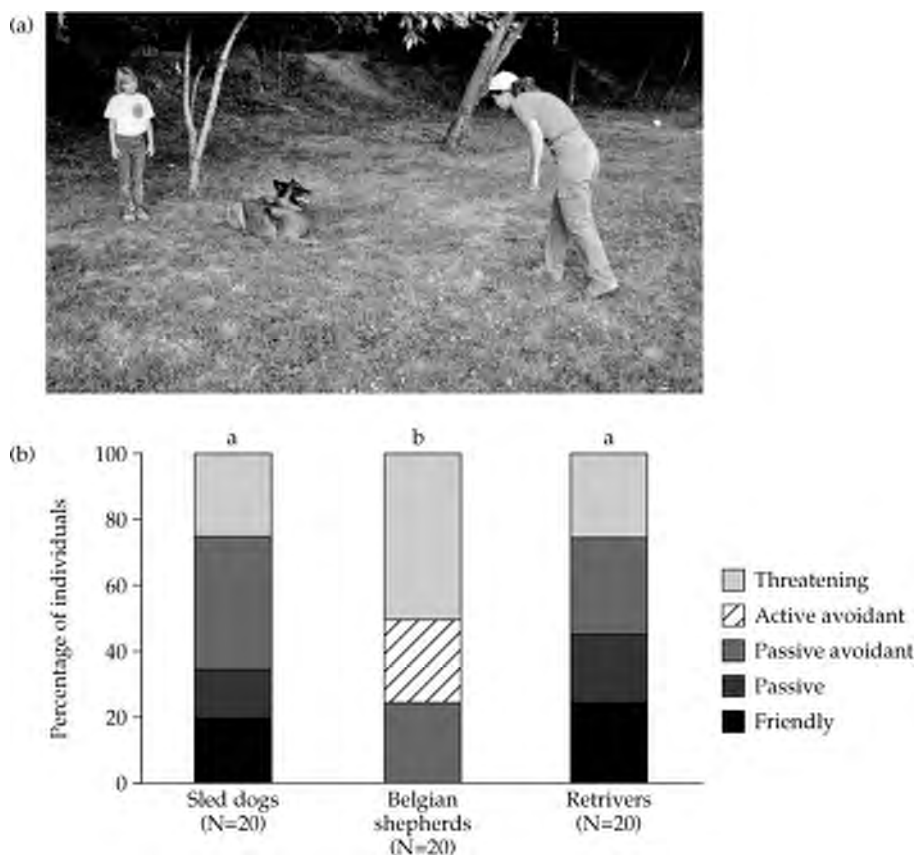 (a)
(b)
a
b
a
100
80
60
40
20
0
Percentage of individuals
Sled dogs
(N=20)
Belgian
shepherds
(N=20)
Retrivers
(N=20)
Threatening
Active avoidant
Passive avoidant
Passive
Friendly